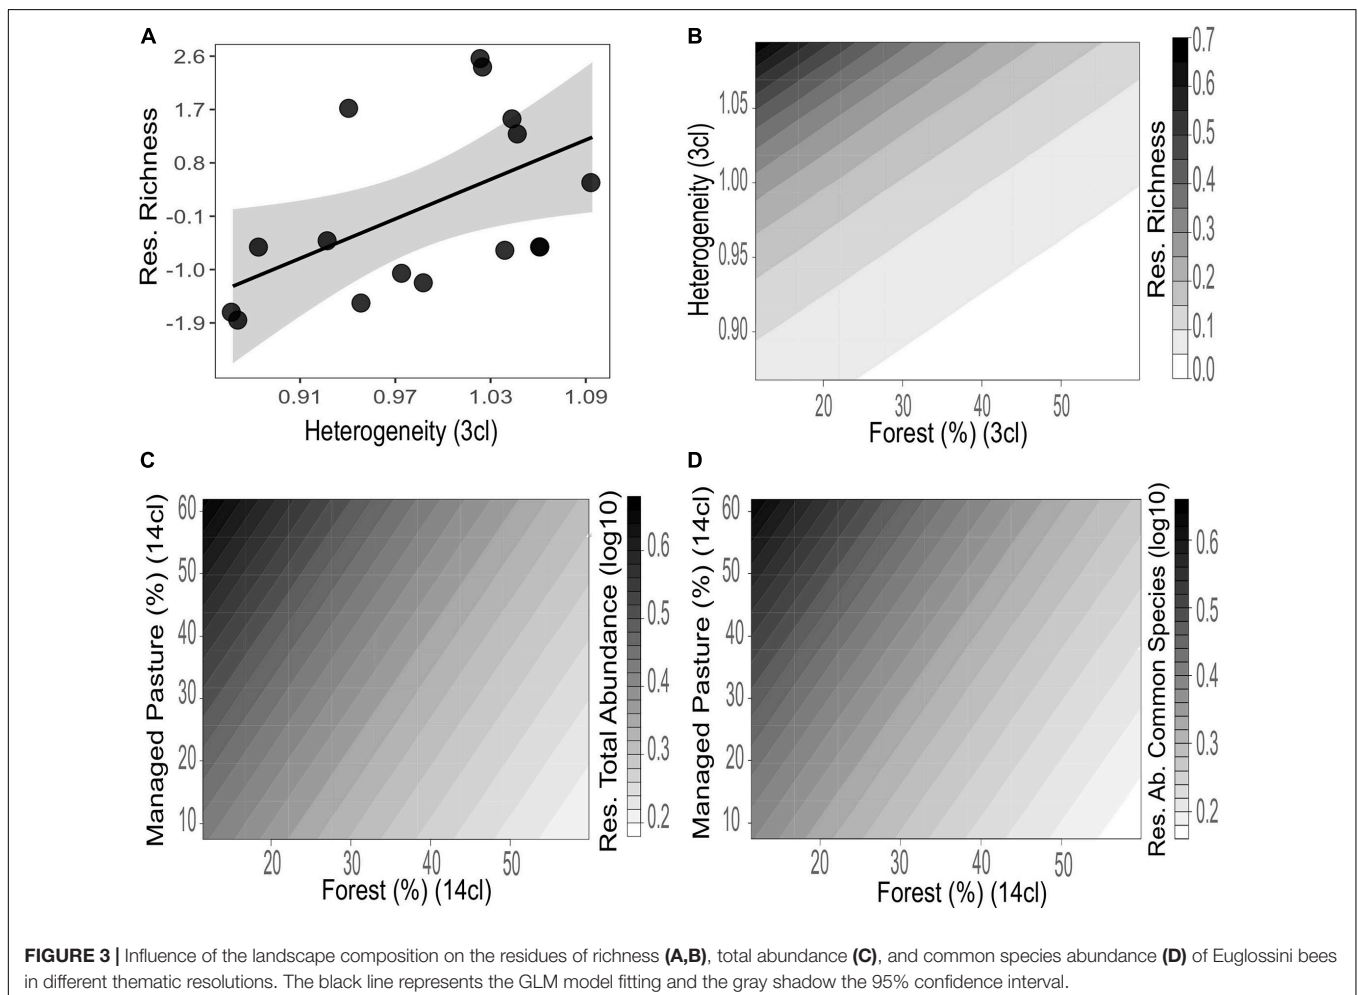 A
2.6
1.7
0.8
-0.1
-1.0
-1.9
Res. Richness
0.91 0.97 1.03 1.09
Heterogeneity (3cl)
B
1.05
1.00
0.95
0.90
Heterogeneity (3cl)
20 30 40 50
Forest (%) (3cl)
0.7
0.6
0.5
0.4
0.3
0.2
0.1
0.0
Res. Richness
C
60
50
40
30
20
10
Managed Pasture (%) (14cl)
20 30 40 50
Forest (%) (14cl)
0.6
0.5
0.4
0.3
0.2
Res. Total Abundance (log10)
D
60
50
40
30
20
10
Managed Pasture (%) (14cl)
20 30 40 50
Forest (%) (14cl)
0.6
0.5
0.4
0.3
0.2
Res. Ab. Common Species (log10)
FIGURE 3 | Influence of the landscape composition on the residues of richness (A,B), total abundance (C), and common species abundance (D) of Euglossini bees
in different thematic resolutions. The black line represents the GLM model fitting and the gray shadow the 95% confidence interval.